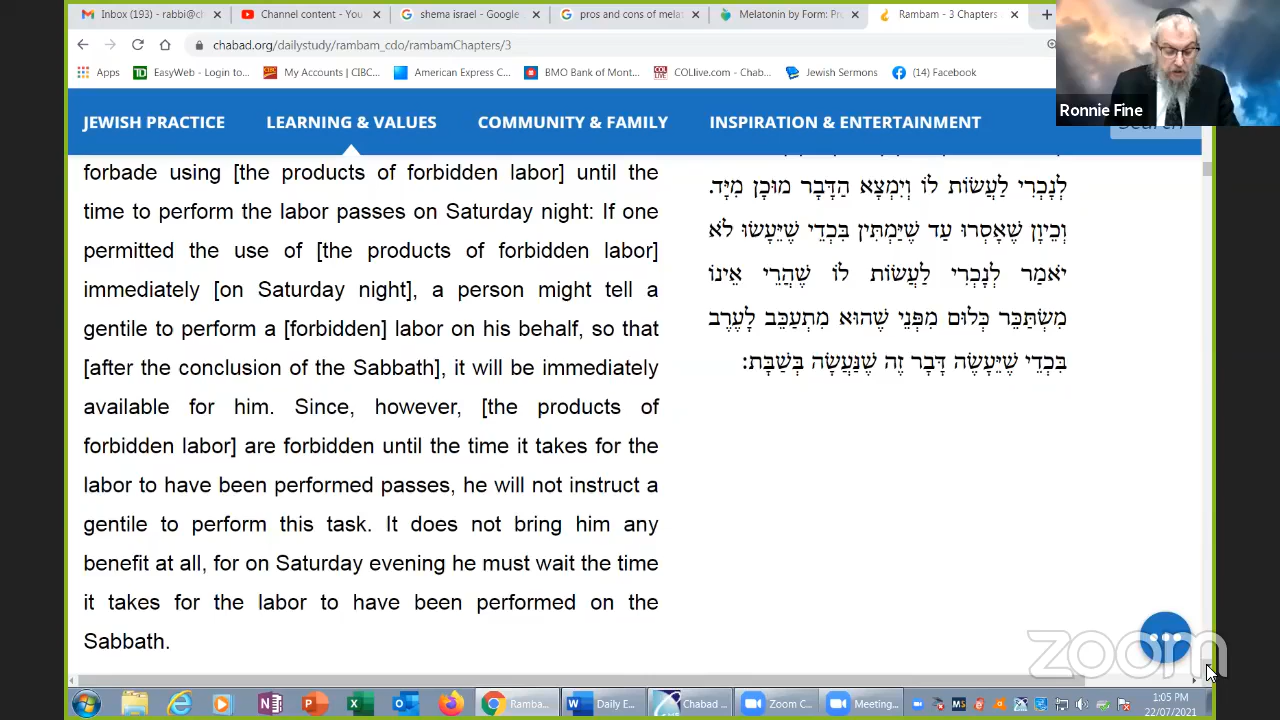 Inbox (193) - rabbi@c
Channel content - You
shema israel - Google
pros and cons of mela
Melatonin by Form: Pr
Rambam - 3 Chapters
chabad.org/dailystudy/rambam_cdo/rambamChapters/3
Apps
EasyWeb - Login to...
My Accounts | CIBC...
American Express C...
BMO Bank of Mont...
COLlive.com - Chab...
Jewish Sermons
(14) Facebook
Ronnie Fine
JEWISH PRACTICE
LEARNING & VALUES
COMMUNITY & FAMILY
INSPIRATION & ENTERTAINMENT
Search
forbade using [the products of forbidden labor] until the
time to perform the labor passes on Saturday night: If one
permitted the use of [the products of forbidden labor]
immediately [on Saturday night], a person might tell a
gentile to perform a [forbidden] labor on his behalf, so that
[after the conclusion of the Sabbath], it will be immediately
available for him. Since, however, [the products of
forbidden labor] are forbidden until the time it takes for the
labor to have been performed passes, he will not instruct a
gentile to perform this task. It does not bring him any
benefit at all, for on Saturday evening he must wait the time
it takes for the labor to have been performed on the
Sabbath.
לְנָכְרִי לַעֲשׂוֹת לוֹ וְיִמְצָא הַדָּבָר מוּכָן מִיָּד.
וְכֵיוָן שֶׁאָסְרוּ עַד שֶׁיַּמְתִּין בִּכְדֵי שֶׁיֵּעָשׂוּ לֹא
יֹאמַר לְנָכְרִי לַעֲשׂוֹת לוֹ שֶׁהֲרֵי אֵינוֹ
מִשְׂתַּכֵּר כְּלוּם מִפְּנֵי שֶׁהוּא מִתְעַכֵּב לָעֶרֶב
בִּכְדֵי שֶׁיֵּעָשֶׂה דָּבָר זֶה שֶׁנַּעֲשָׂה בְּשַׁבָּת:
zoom
Ramba...
Daily E...
Chabad ...
Zoom C...
Meeting...
1:05 PM
22/07/2021